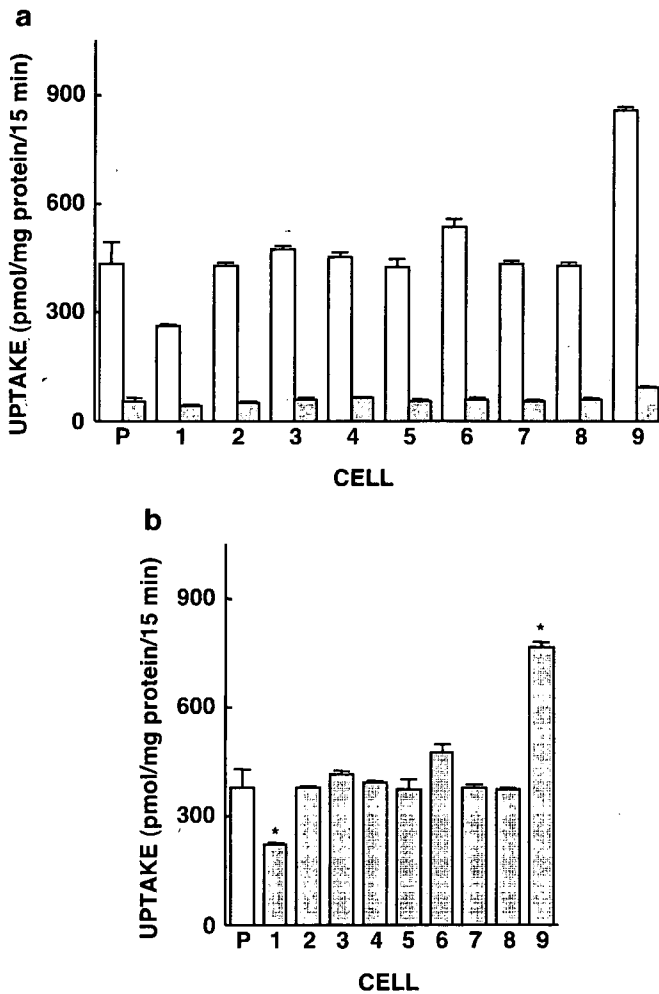 a
UPTAKE (pmol/mg protein/15 min)
900
600
300
0
P 1 2 3 4 5 6 7 8 9
CELL
b
UPTAKE (pmol/mg protein/15 min)
900
600
300
0
* *
P 1 2 3 4 5 6 7 8 9
CELL